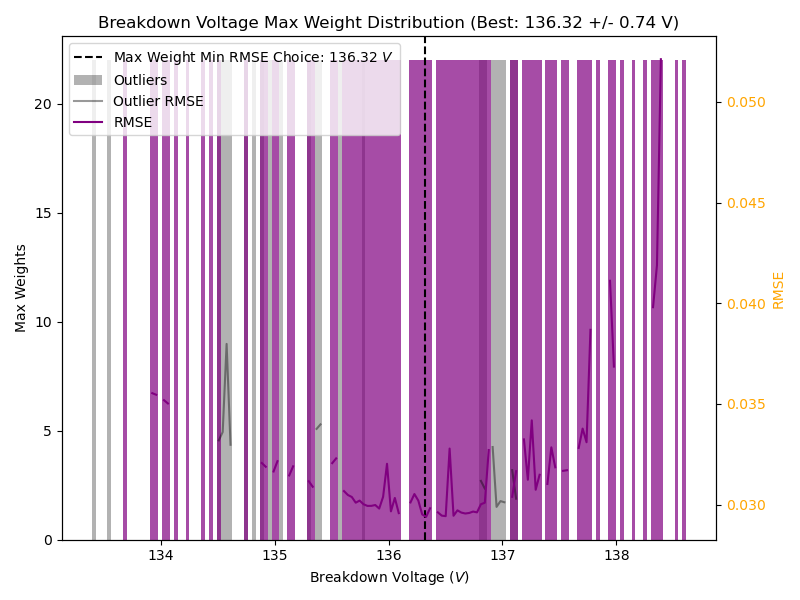 Breakdown Voltage Max Weight Distribution (Best: 136.32 +/- 0.74 V)
Max Weight Min RMSE Choice: 136.32 V
Outliers
Outlier RMSE
RMSE
Max Weights
20
15
10
5
0
0.050
0.045
0.040
0.035
0.030
RMSE
134 135 136 137 138
Breakdown Voltage (V)